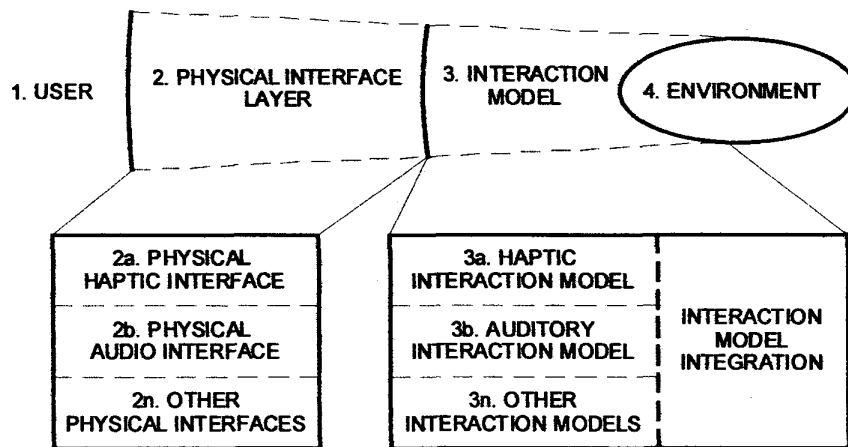 1. USER
2. PHYSICAL INTERFACE
LAYER
3. INTERACTION
MODEL
4. ENVIRONMENT
2a. PHYSICAL
HAPTIC INTERFACE
2b. PHYSICAL
AUDIO INTERFACE
2n. OTHER
PHYSICAL INTERFACES
3a. HAPTIC
INTERACTION MODEL
3b. AUDITORY
INTERACTION MODEL
3n. OTHER
INTERACTION MODELS
INTERACTION
MODEL
INTEGRATION